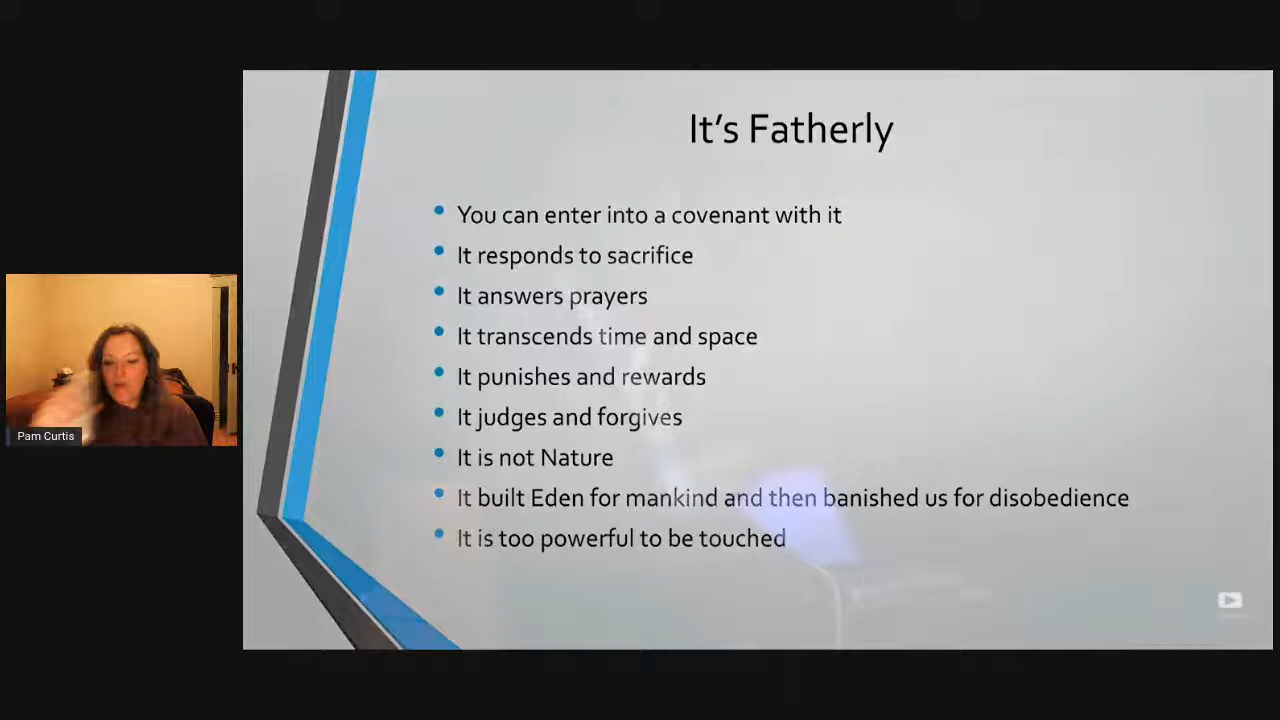 It's Fatherly
You can enter into a covenant with it
It responds to sacrifice
It answers prayers
It transcends time and space
It punishes and rewards
It judges and forgives
It is not Nature
It built Eden for mankind and then banished us for disobedience
It is too powerful to be touched
Pam Curtis